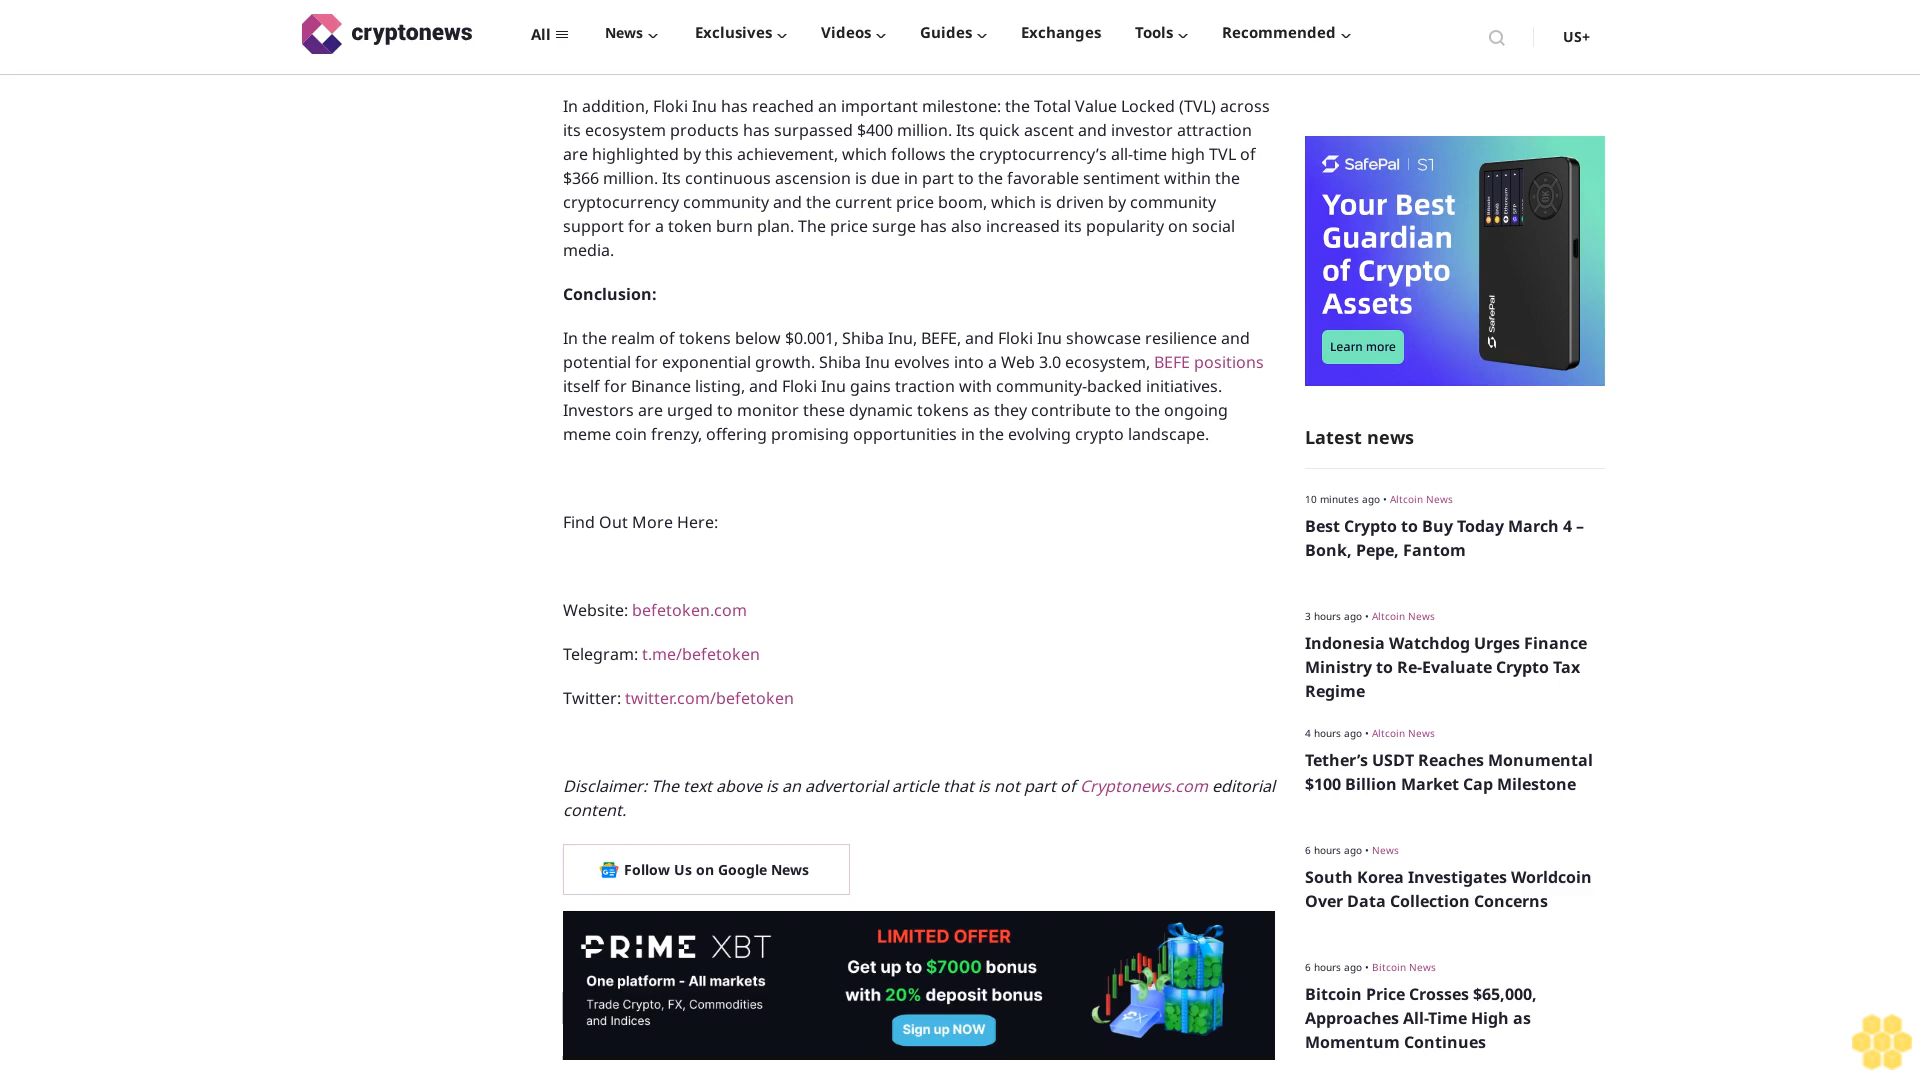 cryptonews
All
News
Exclusives
Videos
Guides
Exchanges
Tools
Recommended
US+
In addition, Floki Inu has reached an important milestone: the Total Value Locked (TVL) across
its ecosystem products has surpassed $400 million. Its quick ascent and investor attraction
are highlighted by this achievement, which follows the cryptocurrency’s all-time high TVL of
$366 million. Its continuous ascension is due in part to the favorable sentiment within the
cryptocurrency community and the current price boom, which is driven by community
support for a token burn plan. The price surge has also increased its popularity on social
media.
Conclusion:
In the realm of tokens below $0.001, Shiba Inu, BEFE, and Floki Inu showcase resilience and
potential for exponential growth. Shiba Inu evolves into a Web 3.0 ecosystem, BEFE positions
itself for Binance listing, and Floki Inu gains traction with community-backed initiatives.
Investors are urged to monitor these dynamic tokens as they contribute to the ongoing
meme coin frenzy, offering promising opportunities in the evolving crypto landscape.
Find Out More Here:
Website: befetoken.com
Telegram: t.me/befetoken
Twitter: twitter.com/befetoken
Disclaimer: The text above is an advertorial article that is not part of Cryptonews.com editorial
content.
Follow Us on Google News
PRIME XBT
One platform - All markets
Trade Crypto, FX, Commodities
and Indices
LIMITED OFFER
Get up to $7000 bonus
with 20% deposit bonus
Sign up NOW
SafePal | S1
Your Best
Guardian
of Crypto
Assets
Learn more
SafePal
Latest news
10 minutes ago • Altcoin News
Best Crypto to Buy Today March 4 –
Bonk, Pepe, Fantom
3 hours ago • Altcoin News
Indonesia Watchdog Urges Finance
Ministry to Re-Evaluate Crypto Tax
Regime
4 hours ago • Altcoin News
Tether’s USDT Reaches Monumental
$100 Billion Market Cap Milestone
6 hours ago • News
South Korea Investigates Worldcoin
Over Data Collection Concerns
6 hours ago • Bitcoin News
Bitcoin Price Crosses $65,000,
Approaches All-Time High as
Momentum Continues